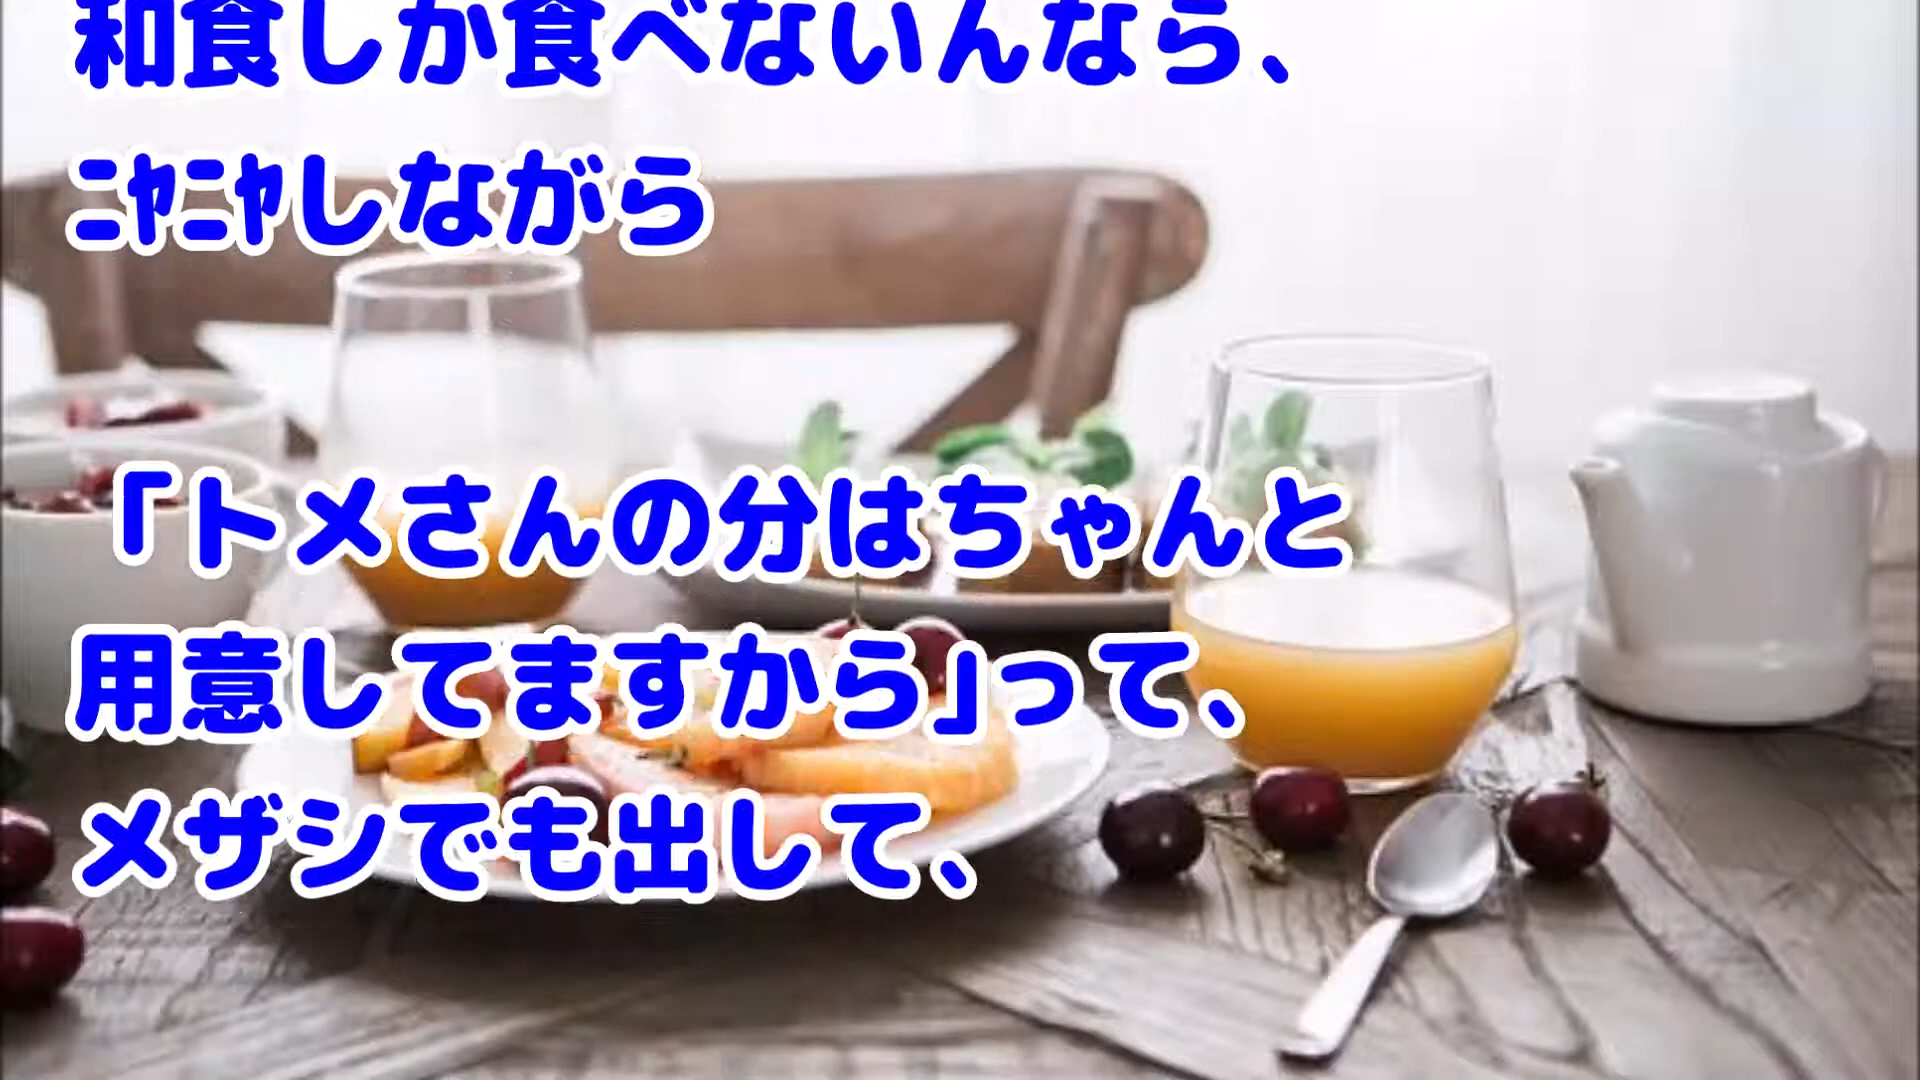 和食しか食べないんなら、
ﾆﾔﾆﾔしながら
「トメさんの分はちゃんと
用意してますから」って、
メザシでも出して、